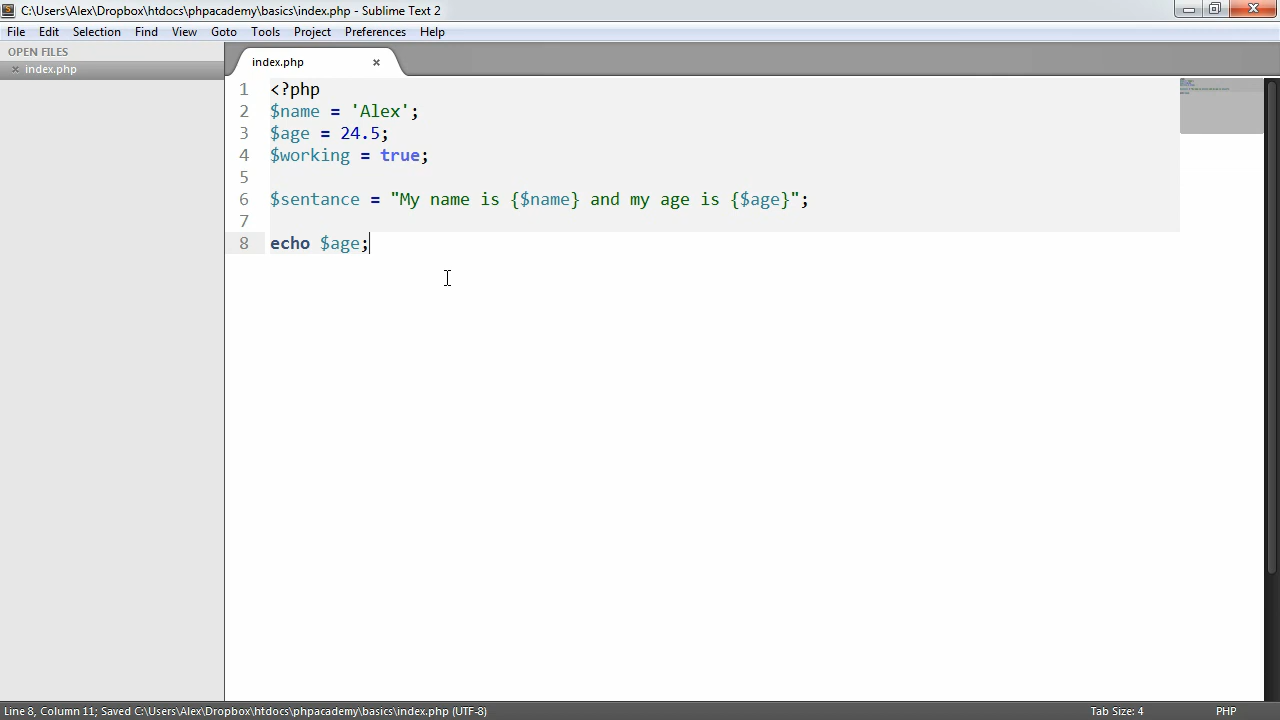 C:\Users\Alex\Dropbox\htdocs\phpacademy\basics\index.php - Sublime Text 2
File Edit Selection Find View Goto Tools Project Preferences Help
OPEN FILES
× index.php
index.php ×
1 <?php
2 $name = 'Alex';
3 $age = 24.5;
4 $working = true;
5
6 $sentance = "My name is {$name} and my age is {$age}";
7
8 echo $age;
Line 8, Column 11; Saved C:\Users\Alex\Dropbox\htdocs\phpacademy\basics\index.php (UTF-8) Tab Size: 4 PHP